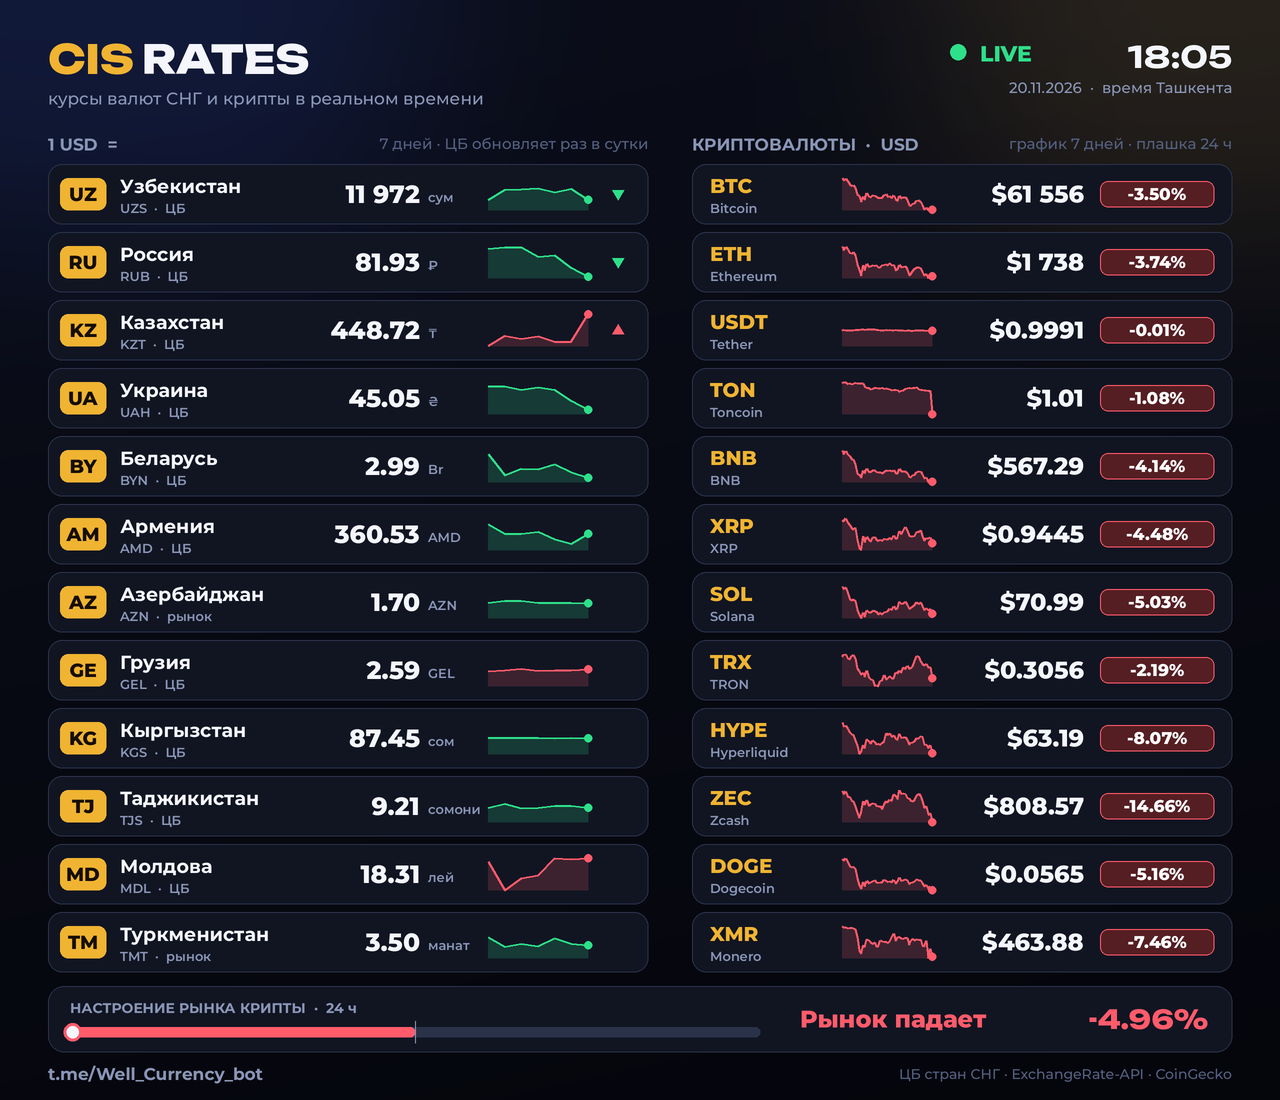 CIS RATES
курсы валют СНГ и крипты в реальном времени
LIVE 18:05
20.11.2026 · время Ташкента
1 USD =
7 дней · ЦБ обновляет раз в сутки
UZ Узбекистан 11 972 сум
UZS · ЦБ
RU Россия 81.93 ₽
RUB · ЦБ
KZ Казахстан 448.72 ₸
KZT · ЦБ
UA Украина 45.05 ₴
UAH · ЦБ
BY Беларусь 2.99 Br
BYN · ЦБ
AM Армения 360.53 AMD
AMD · ЦБ
AZ Азербайджан 1.70 AZN
AZN · рынок
GE Грузия 2.59 GEL
GEL · ЦБ
KG Кыргызстан 87.45 сом
KGS · ЦБ
TJ Таджикистан 9.21 сомони
TJS · ЦБ
MD Молдова 18.31 лей
MDL · ЦБ
TM Туркменистан 3.50 манат
TMT · рынок
КРИПТОВАЛЮТЫ · USD
график 7 дней · плашка 24 ч
BTC $61 556 -3.50%
Bitcoin
ETH $1 738 -3.74%
Ethereum
USDT $0.9991 -0.01%
Tether
TON $1.01 -1.08%
Toncoin
BNB $567.29 -4.14%
BNB
XRP $0.9445 -4.48%
XRP
SOL $70.99 -5.03%
Solana
TRX $0.3056 -2.19%
TRON
HYPE $63.19 -8.07%
Hyperliquid
ZEC $808.57 -14.66%
Zcash
DOGE $0.0565 -5.16%
Dogecoin
XMR $463.88 -7.46%
Monero
НАСТРОЕНИЕ РЫНКА КРИПТЫ · 24 ч
Рынок падает -4.96%
t.me/Well_Currency_bot
ЦБ стран СНГ · ExchangeRate-API · CoinGecko